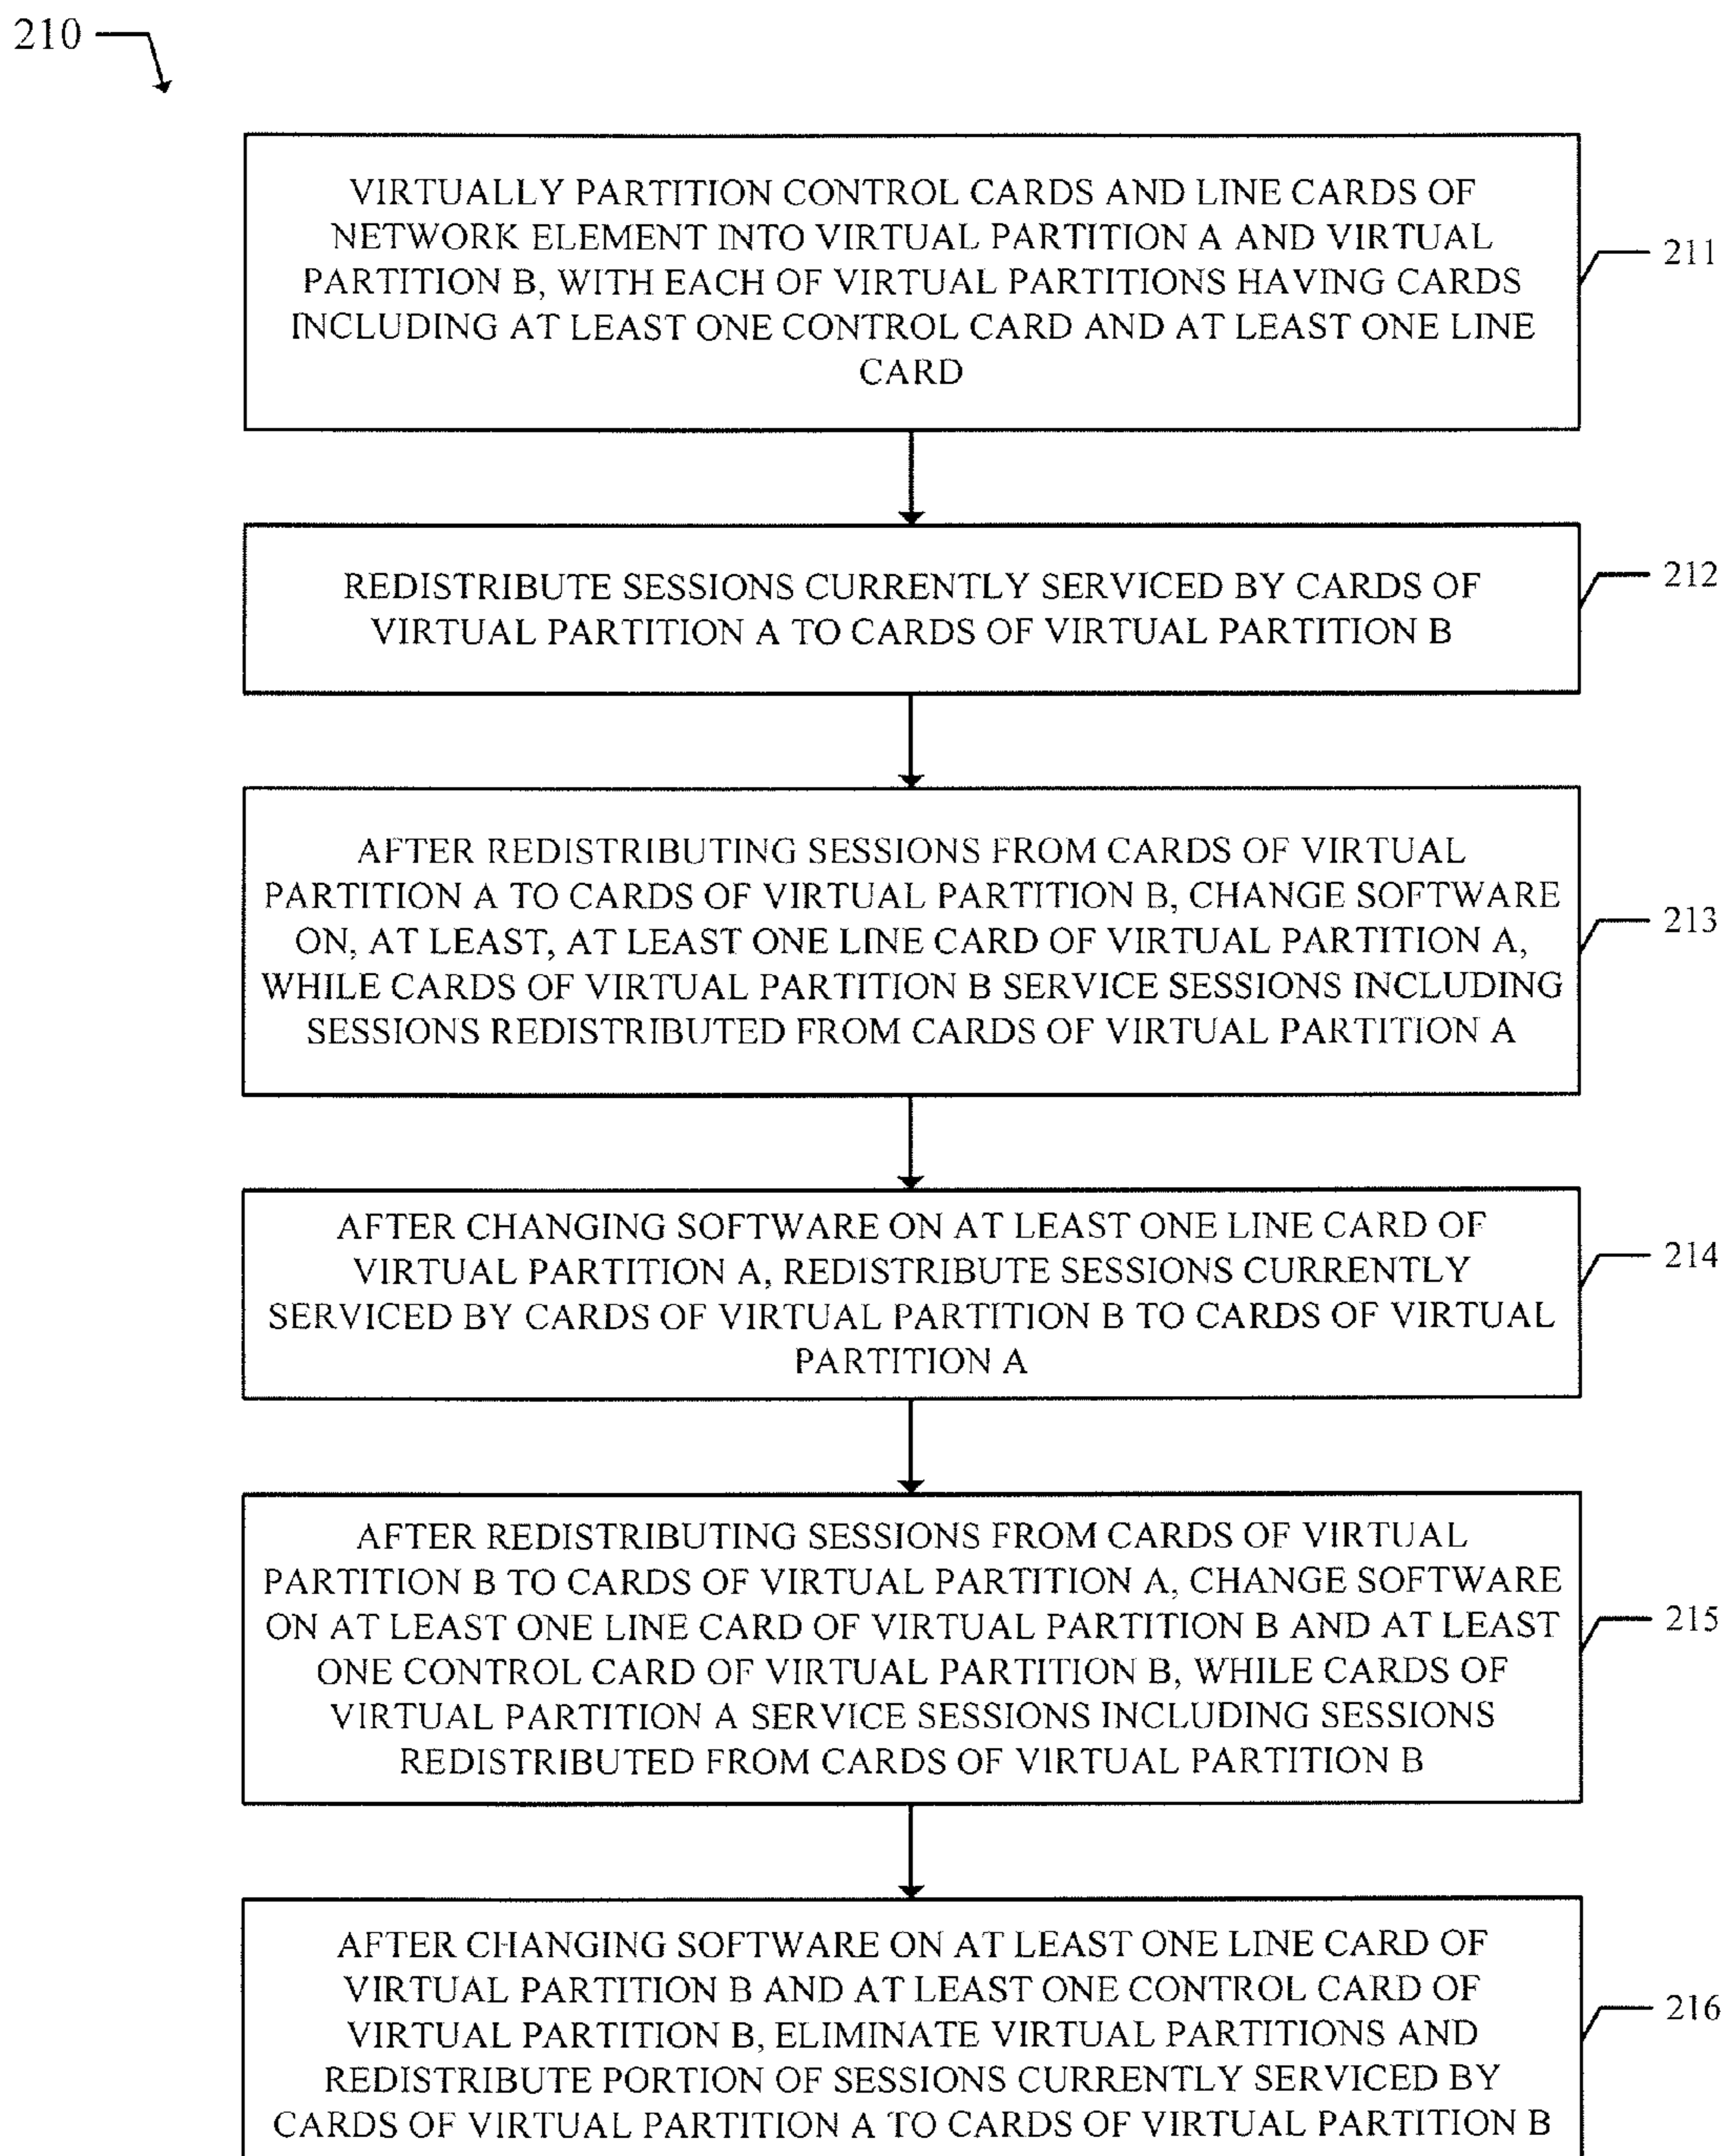 210
VIRTUALLY PARTITION CONTROL CARDS AND LINE CARDS OF
NETWORK ELEMENT INTO VIRTUAL PARTITION A AND VIRTUAL
PARTITION B, WITH EACH OF VIRTUAL PARTITIONS HAVING CARDS
INCLUDING AT LEAST ONE CONTROL CARD AND AT LEAST ONE LINE
CARD
211
REDISTRIBUTE SESSIONS CURRENTLY SERVICED BY CARDS OF
VIRTUAL PARTITION A TO CARDS OF VIRTUAL PARTITION B
212
AFTER REDISTRIBUTING SESSIONS FROM CARDS OF VIRTUAL
PARTITION A TO CARDS OF VIRTUAL PARTITION B, CHANGE SOFTWARE
ON, AT LEAST, AT LEAST ONE LINE CARD OF VIRTUAL PARTITION A,
WHILE CARDS OF VIRTUAL PARTITION B SERVICE SESSIONS INCLUDING
SESSIONS REDISTRIBUTED FROM CARDS OF VIRTUAL PARTITION A
213
AFTER CHANGING SOFTWARE ON AT LEAST ONE LINE CARD OF
VIRTUAL PARTITION A, REDISTRIBUTE SESSIONS CURRENTLY
SERVICED BY CARDS OF VIRTUAL PARTITION B TO CARDS OF VIRTUAL
PARTITION A
214
AFTER REDISTRIBUTING SESSIONS FROM CARDS OF VIRTUAL
PARTITION B TO CARDS OF VIRTUAL PARTITION A, CHANGE SOFTWARE
ON AT LEAST ONE LINE CARD OF VIRTUAL PARTITION B AND AT LEAST
ONE CONTROL CARD OF VIRTUAL PARTITION B, WHILE CARDS OF
VIRTUAL PARTITION A SERVICE SESSIONS INCLUDING SESSIONS
REDISTRIBUTED FROM CARDS OF VIRTUAL PARTITION B
215
AFTER CHANGING SOFTWARE ON AT LEAST ONE LINE CARD OF
VIRTUAL PARTITION B AND AT LEAST ONE CONTROL CARD OF
VIRTUAL PARTITION B, ELIMINATE VIRTUAL PARTITIONS AND
REDISTRIBUTE PORTION OF SESSIONS CURRENTLY SERVICED BY
CARDS OF VIRTUAL PARTITION A TO CARDS OF VIRTUAL PARTITION B
216